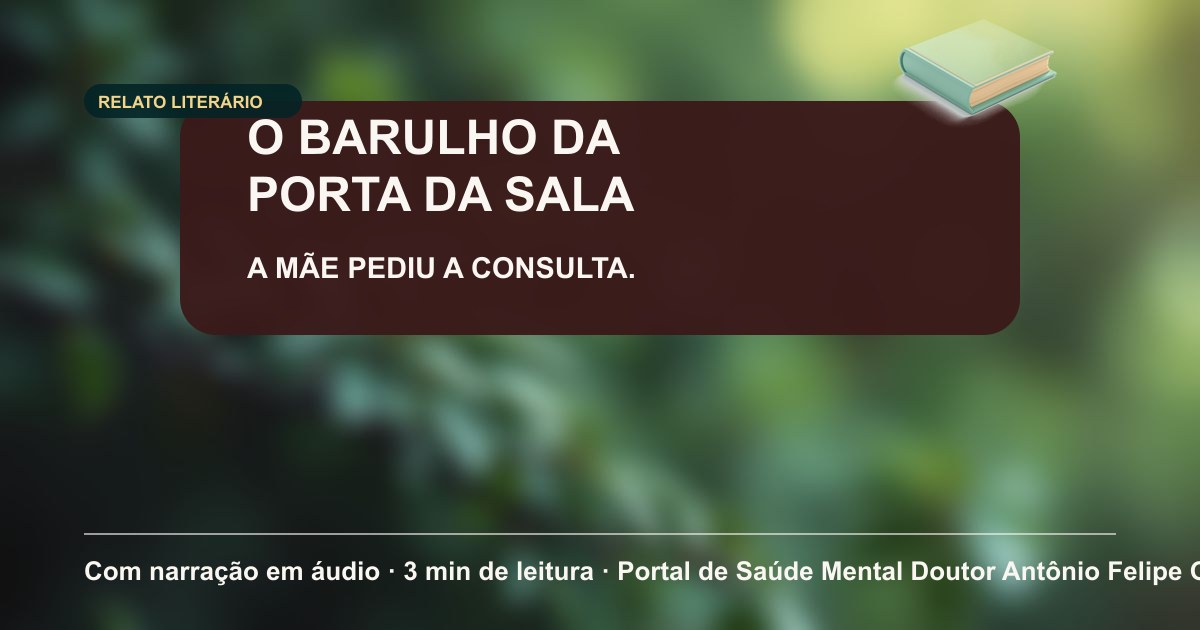 RELATO LITERÁRIO
O BARULHO DA
PORTA DA SALA
A MÃE PEDIU A CONSULTA.
Com narração em áudio · 3 min de leitura · Portal de Saúde Mental Doutor Antônio Felipe